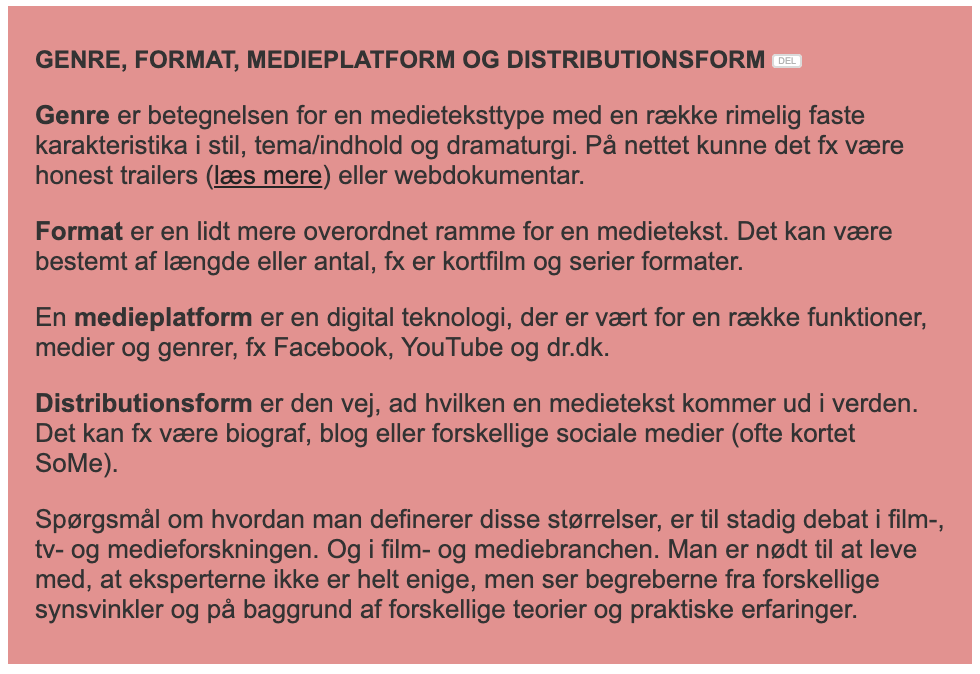 GENRE, FORMAT, MEDIEPLATFORM OG DISTRIBUTIONSFORM DEL
Genre er betegnelsen for en medieteksttype med en række rimelig faste
karakteristika i stil, tema/indhold og dramaturgi. På nettet kunne det fx være
honest trailers (læs mere) eller webdokumentar.
Format er en lidt mere overordnet ramme for en medietekst. Det kan være
bestemt af længde eller antal, fx er kortfilm og serier formater.
En medieplatform er en digital teknologi, der er vært for en række funktioner,
medier og genrer, fx Facebook, YouTube og dr.dk.
Distributionsform er den vej, ad hvilken en medietekst kommer ud i verden.
Det kan fx være biograf, blog eller forskellige sociale medier (ofte kortet
SoMe).
Spørgsmål om hvordan man definerer disse størrelser, er til stadig debat i film-,
tv- og medieforskningen. Og i film- og mediebranchen. Man er nødt til at leve
med, at eksperterne ikke er helt enige, men ser begreberne fra forskellige
synsvinkler og på baggrund af forskellige teorier og praktiske erfaringer.